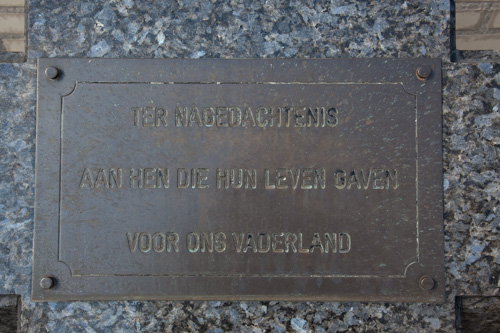 TER NAGEDACHTENIS
AAN HEN DIE HUN LEVEN GAVEN
VOOR ONS VADERLAND